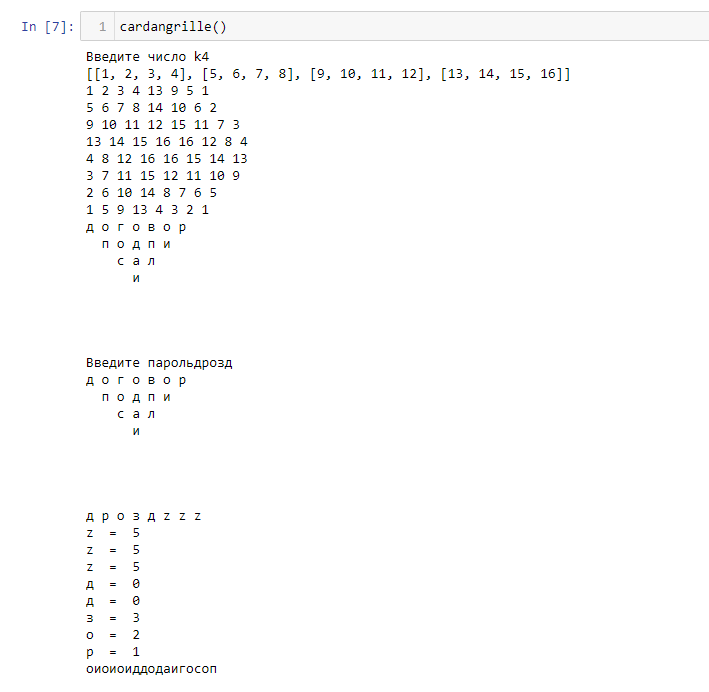 In [7]: 1 cardangrille()
Введите число k4
[[1, 2, 3, 4], [5, 6, 7, 8], [9, 10, 11, 12], [13, 14, 15, 16]]
1 2 3 4 13 9 5 1
5 6 7 8 14 10 6 2
9 10 11 12 15 11 7 3
13 14 15 16 16 12 8 4
4 8 12 16 16 15 14 13
3 7 11 15 12 11 10 9
2 6 10 14 8 7 6 5
1 5 9 13 4 3 2 1
д о г о в о р
п о д п и
с а л
и
Введите парольдрозд
д о г о в о р
п о д п и
с а л
и
д р о з д z z z
z = 5
z = 5
z = 5
д = 0
д = 0
з = 3
о = 2
р = 1
оиоиоиддодаигосоп